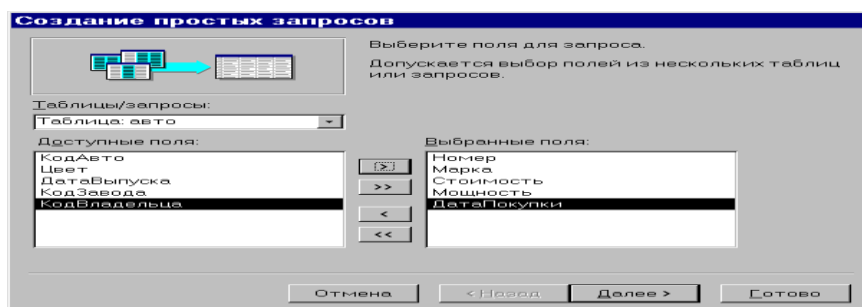 Создание простых запросов
Выберите поля для запроса.
Допускается выбор полей из нескольких таблиц
или запросов.
Таблицы/запросы:
Таблица: авто
Доступные поля:
Выбранные поля:
КодАвто
Цвет
ДатаВыпуска
КодЗавода
КодВладельца
>
>>
<
<<
Номер
Марка
Стоимость
Мощность
ДатаПокупки
Отмена
< Назад
Далее >
Готово